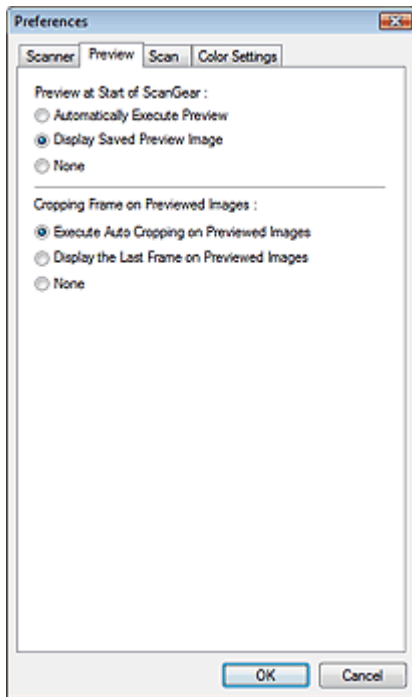 Preferences
Scanner Preview Scan Color Settings
Preview at Start of ScanGear :
Automatically Execute Preview
Display Saved Preview Image
None
Cropping Frame on Previewed Images :
Execute Auto Cropping on Previewed Images
Display the Last Frame on Previewed Images
None
OK Cancel